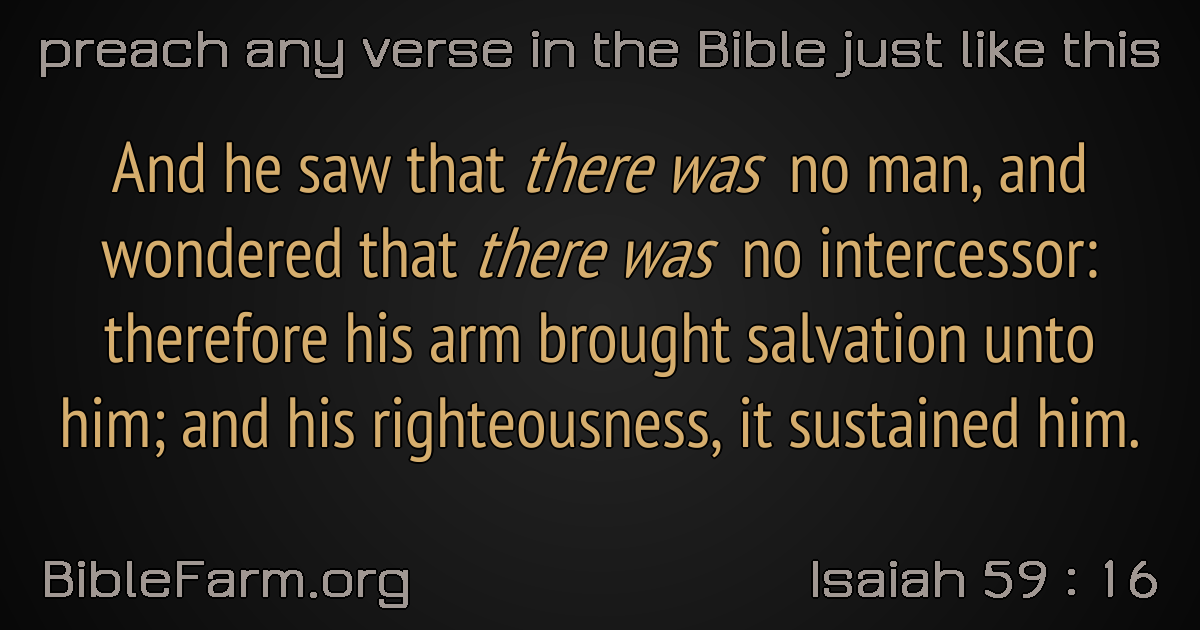 preach any verse in the Bible just like this
And he saw that there was no man, and
wondered that there was no intercessor:
therefore his arm brought salvation unto
him; and his righteousness, it sustained him.
BibleFarm.org
Isaiah 59 : 16